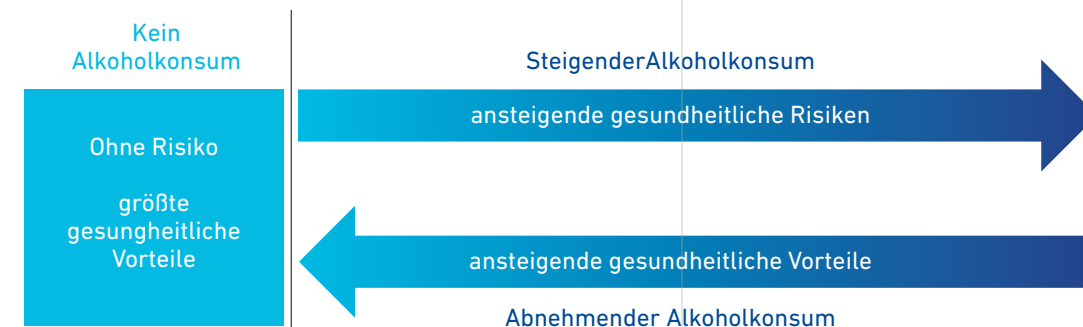 Kein
Alkoholkonsum
Ohne Risiko
größte
gesungheitliche
Vorteile
SteigenderAlkoholkonsum
ansteigende gesundheitliche Risiken
ansteigende gesundheitliche Vorteile
Abnehmender Alkoholkonsum